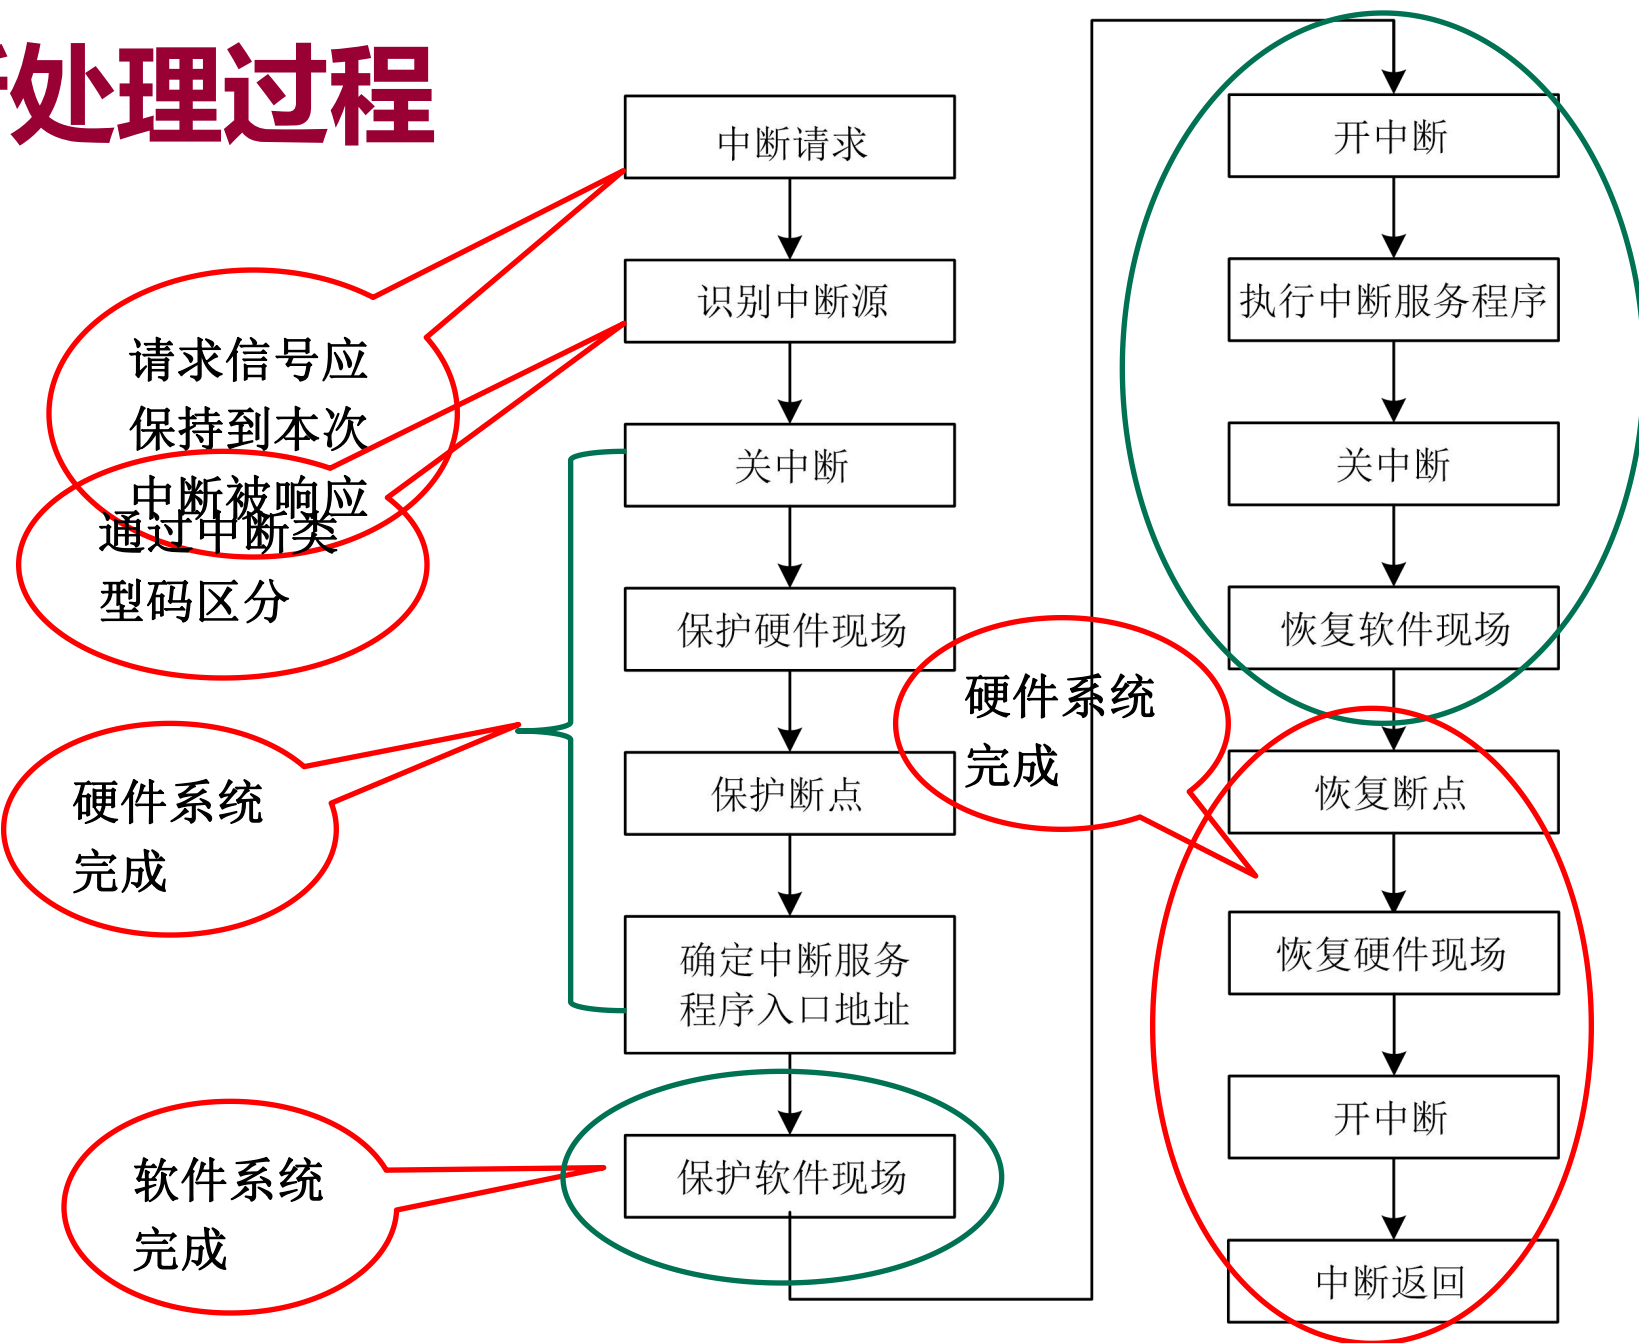 处理过程
中断请求
识别中断源
关中断
保护硬件现场
保护断点
确定中断服务
程序入口地址
保护软件现场
请求信号应
保持到本次
中断被响应
通过中断类
型码区分
硬件系统
完成
软件系统
完成
开中断
执行中断服务程序
关中断
恢复软件现场
恢复断点
恢复硬件现场
开中断
中断返回
硬件系统
完成